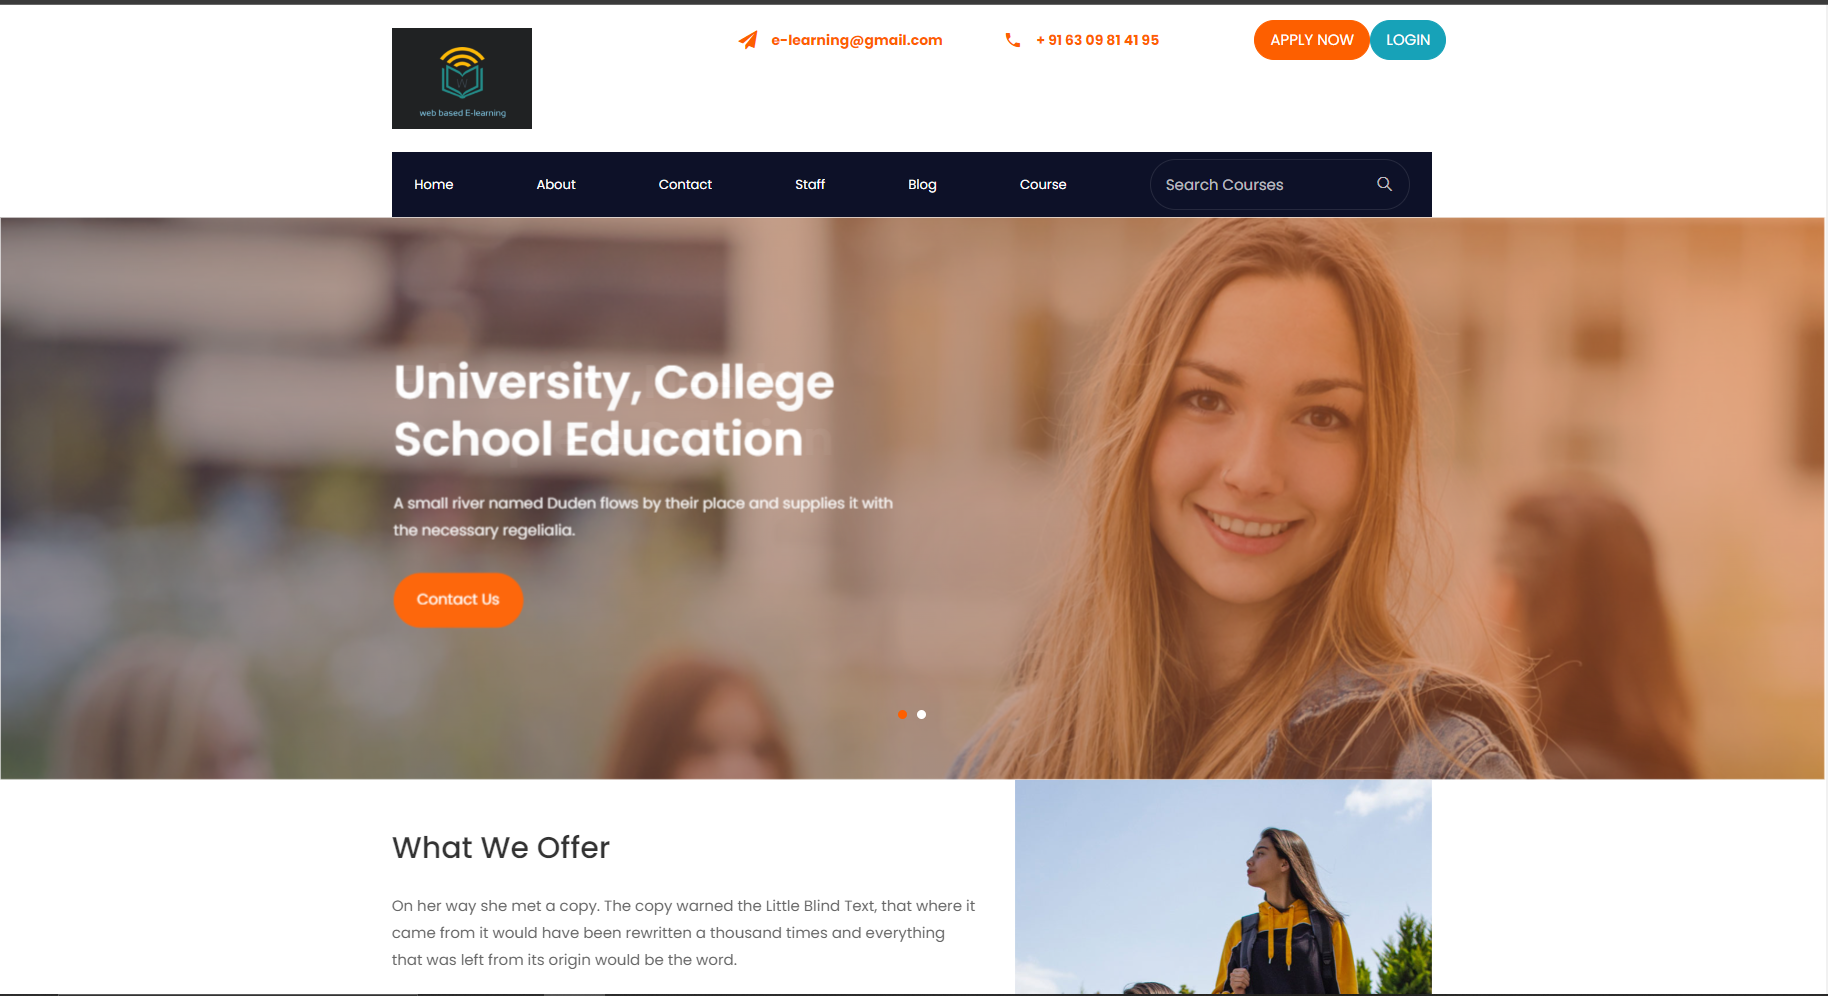 e-learning@gmail.com
+ 91 63 09 81 41 95
APPLY NOW
LOGIN
W
web based E-learning
Home
About
Contact
Staff
Blog
Course
Search Courses
University, College
School Education
A small river named Duden flows by their place and supplies it with
the necessary regelialia.
Contact Us
What We Offer
On her way she met a copy. The copy warned the Little Blind Text, that where it
came from it would have been rewritten a thousand times and everything
that was left from its origin would be the word.